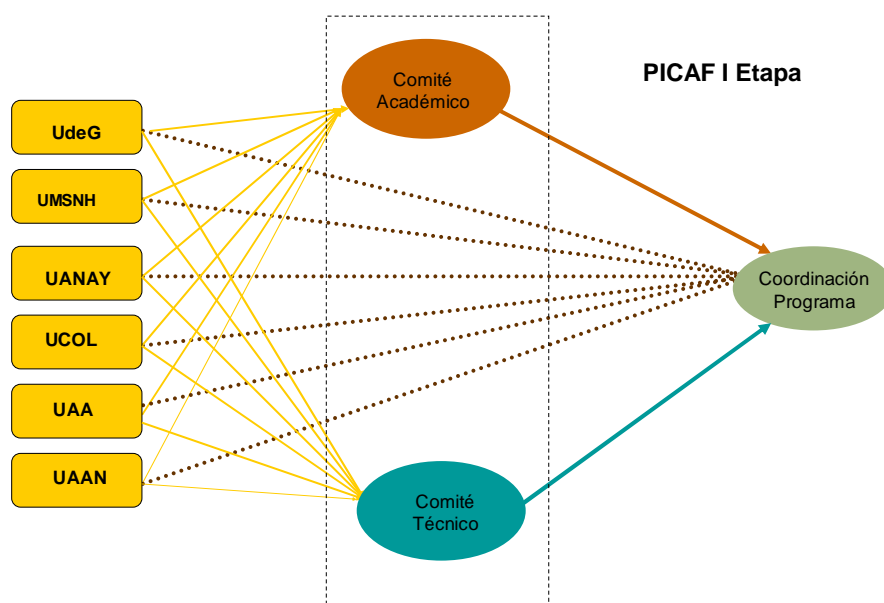 PICAF I Etapa
Comité
Académico
UdeG
UMSNH
UANAY
UCOL
UAA
UAAN
Coordinación
Programa
Comité
Técnico